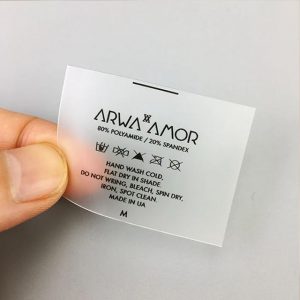 ARWA AMOR
80% POLYAMIDE / 20% SPANDEX
HAND WASH COLD,
FLAT DRY IN SHADE.
DO NOT WRING, BLEACH, SPIN DRY,
IRON, SPOT CLEAN.
MADE IN UA
M